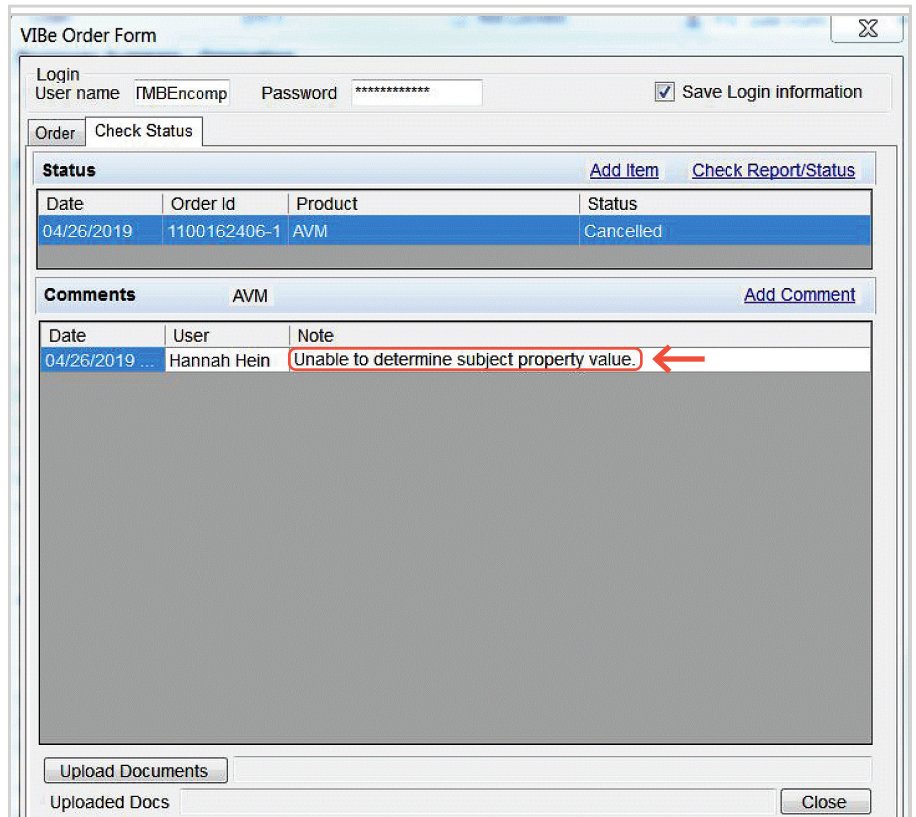 VIBe Order Form
Login
User name TMBEncomp Password ************ Save Login information
Order Check Status
Status Add Item Check Report/Status
Date Order Id Product Status
04/26/2019 1100162406-1 AVM Cancelled
Comments AVM Add Comment
Date User Note
04/26/2019 ... Hannah Hein Unable to determine subject property value.
Upload Documents
Uploaded Docs Close